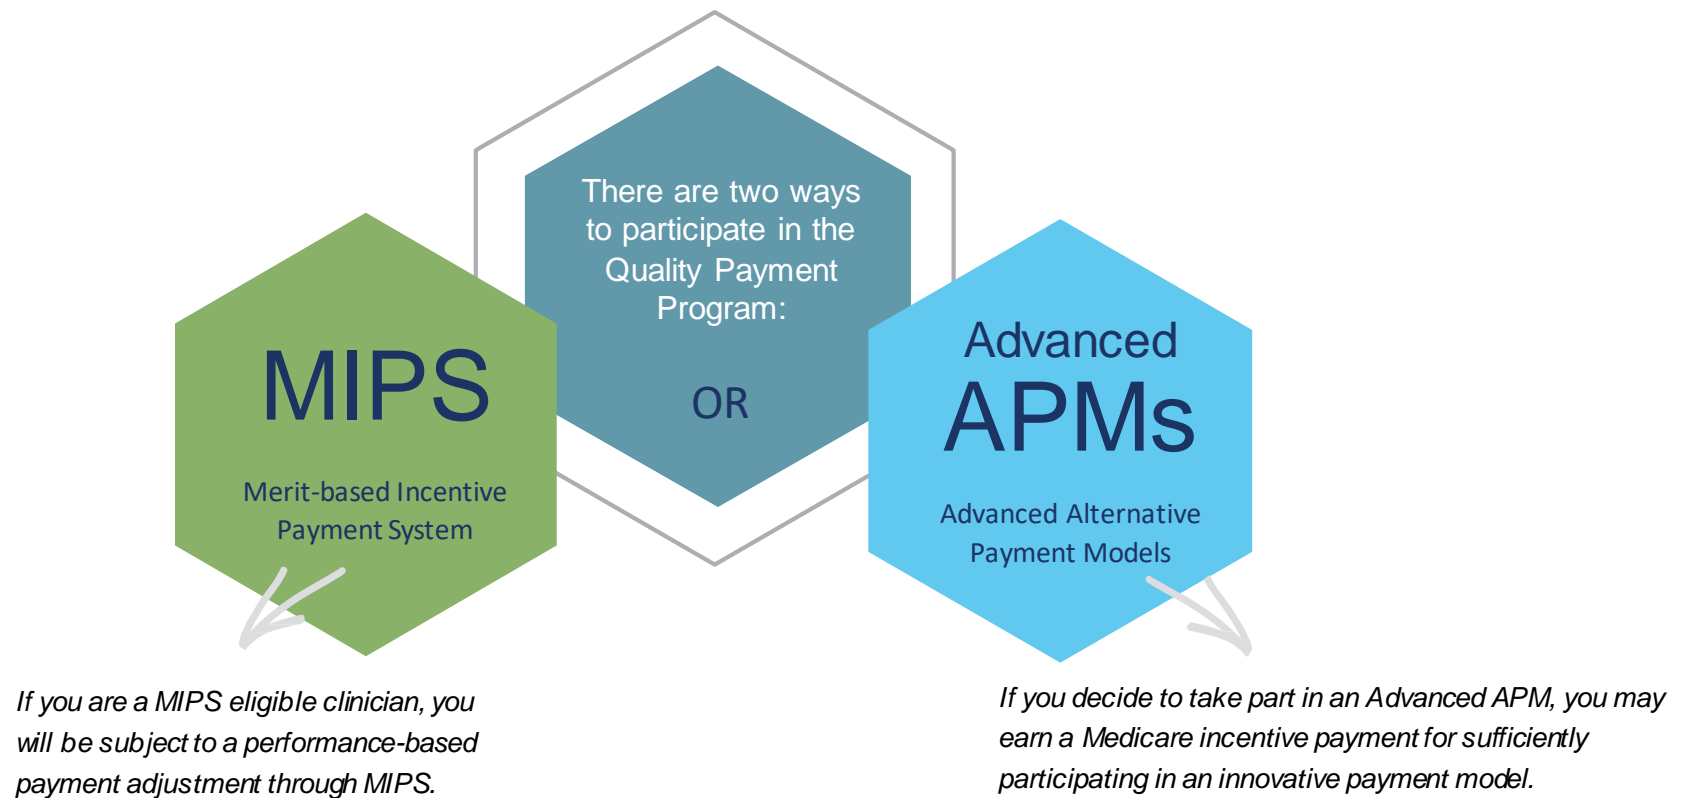 There are two ways
to participate in the
Quality Payment
Program:
OR
MIPS
Merit-based Incentive
Payment System
Advanced
APMs
Advanced Alternative
Payment Models
If you are a MIPS eligible clinician, you
will be subject to a performance-based
payment adjustment through MIPS.
If you decide to take part in an Advanced APM, you may
earn a Medicare incentive payment for sufficiently
participating in an innovative payment model.